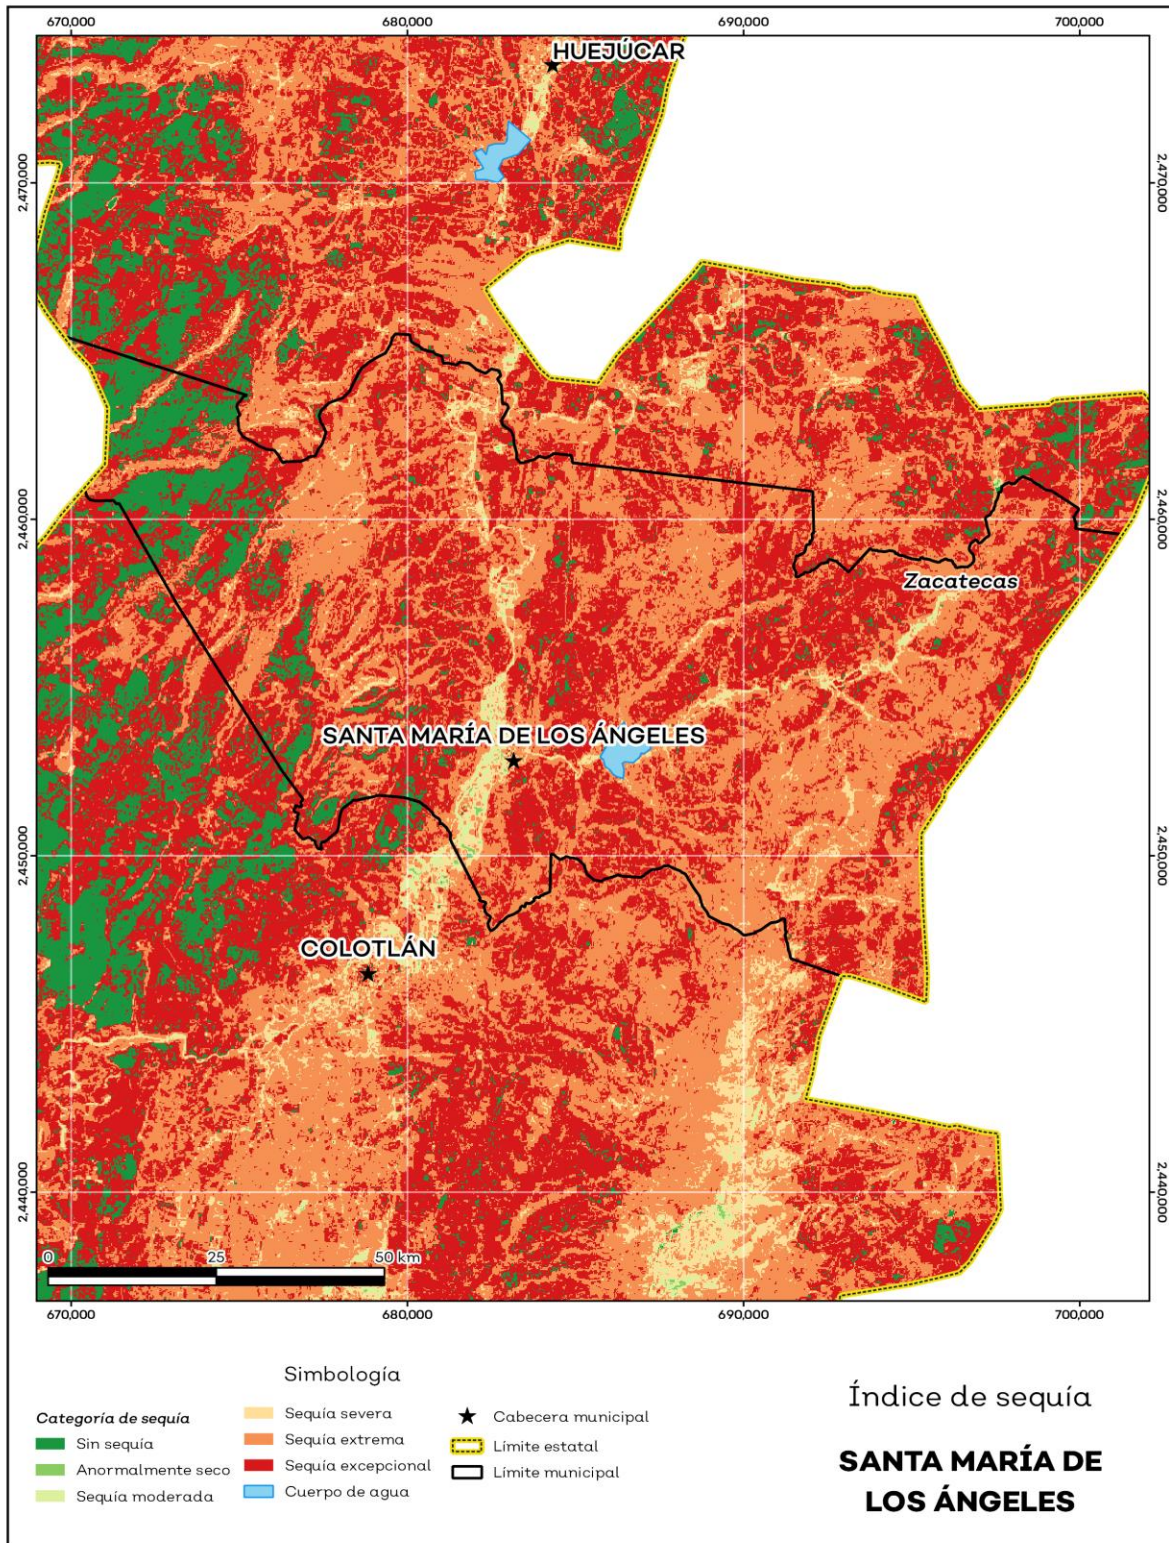 670,000 680,000 690,000 700,000
HUEJÚCAR
2,470,000 2,470,000
2,460,000 2,460,000
Zacatecas
SANTA MARÍA DE LOS ÁNGELES
2,450,000 2,450,000
COLOTLÁN
2,440,000 2,440,000
0 25 50 km
670,000 680,000 690,000 700,000
Simbología
Categoría de sequía
Sin sequía
Anormalmente seco
Sequía moderada
Sequía severa
Sequía extrema
Sequía excepcional
Cuerpo de agua
Cabecera municipal
Límite estatal
Límite municipal
Índice de sequía
SANTA MARÍA DE
LOS ÁNGELES